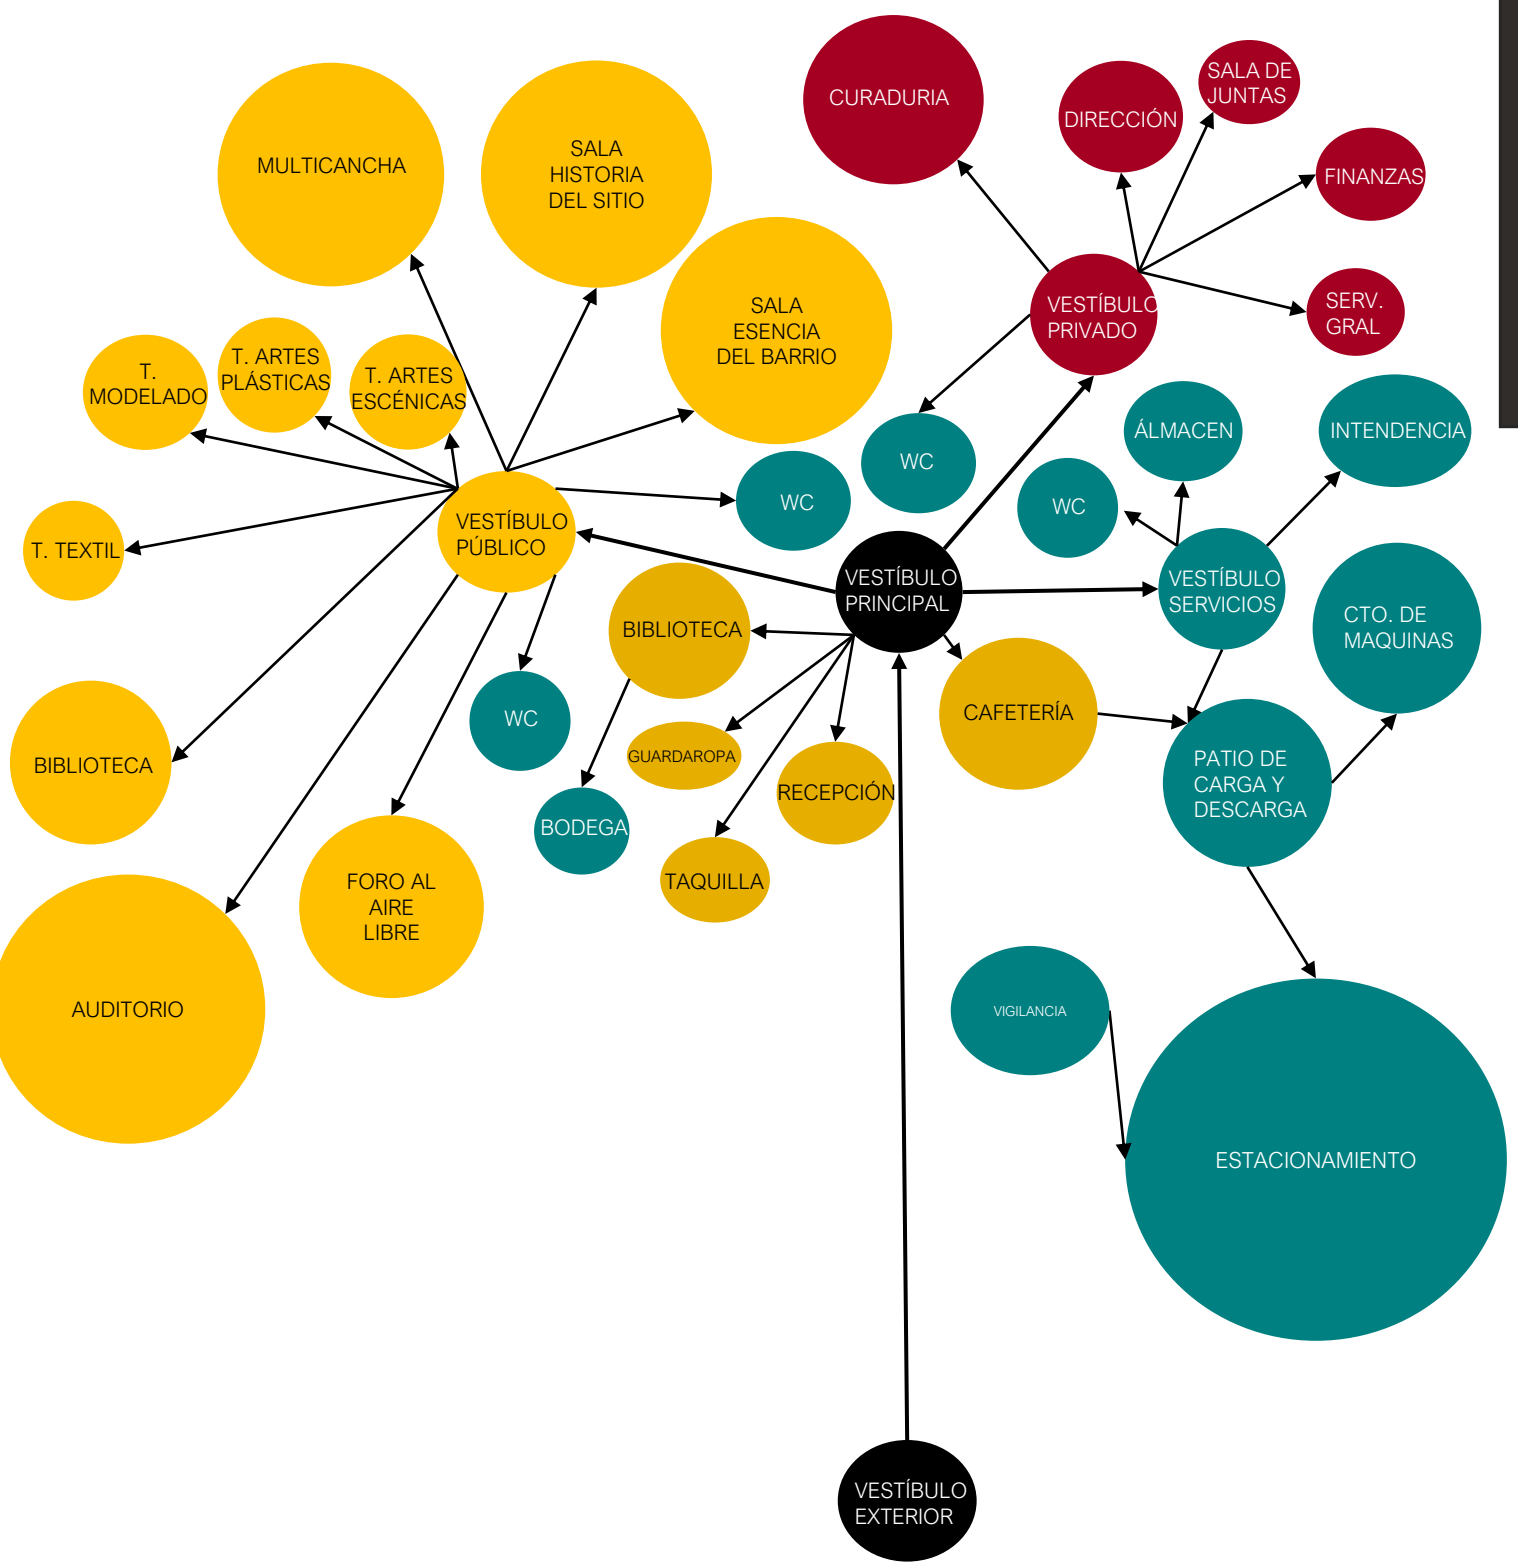 CURADURIA
DIRECCIÓN
SALA DE
JUNTAS
FINANZAS
MULTICANCHA
SALA
HISTORIA
DEL SITIO
SALA
ESENCIA
DEL BARRIO
VESTÍBULO
PRIVADO
SERV.
GRAL
T.
MODELADO
T. ARTES
PLÁSTICAS
T. ARTES
ESCÉNICAS
WC
ÁLMACEN
INTENDENCIA
WC
WC
T. TEXTIL
VESTÍBULO
PÚBLICO
VESTÍBULO
PRINCIPAL
VESTÍBULO
SERVICIOS
CTO. DE
MAQUINAS
BIBLIOTECA
WC
CAFETERÍA
BIBLIOTECA
GUARDAROPA
RECEPCIÓN
PATIO DE
CARGA Y
DESCARGA
BODEGA
TAQUILLA
FORO AL
AIRE
LIBRE
AUDITORIO
VIGILANCIA
ESTACIONAMIENTO
VESTÍBULO
EXTERIOR